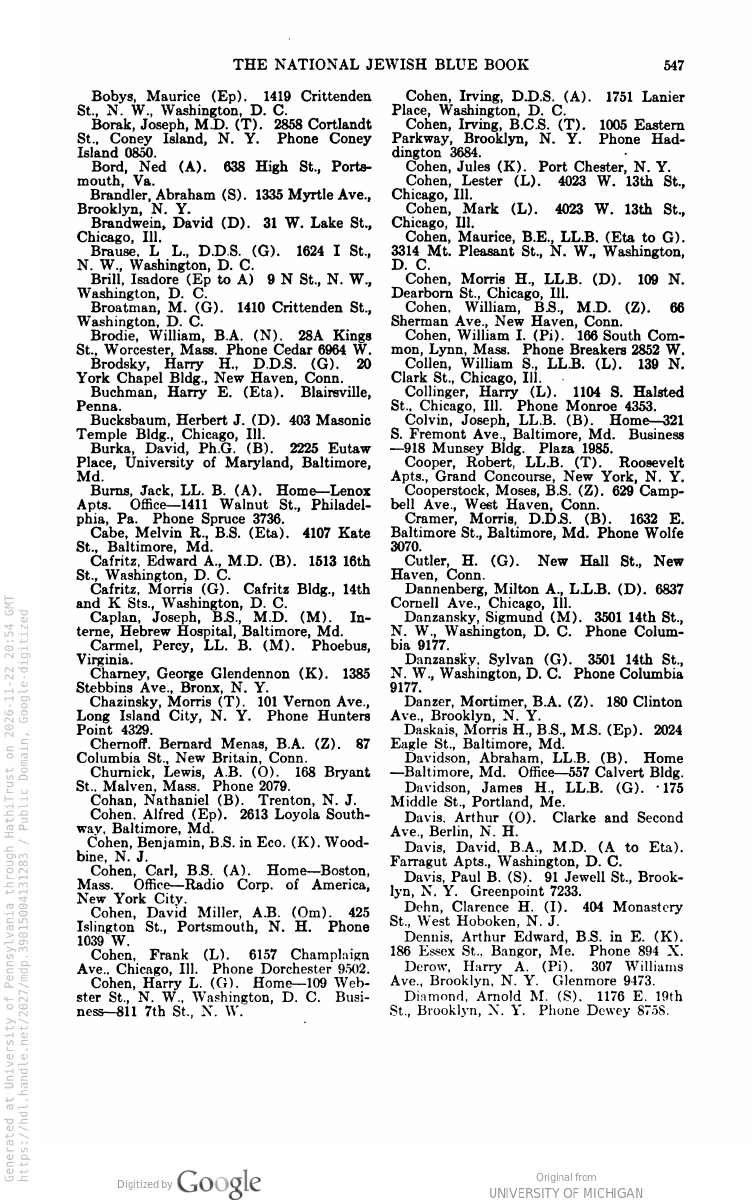 THE NATIONAL JEWISH BLUE BOOK 547
Bobys, Maurice (Ep). 1419 Crittenden
St., N. W., Washington, D. C.
Borak, Joseph, M.D. (T). 2858 Cortlandt
St., Coney Island, N. Y. Phone Coney
Island 0850.
Bord, Ned (A). 638 High St., Ports-
mouth, Va.
Brandler, Abraham (S). 1335 Myrtle Ave.,
Brooklyn, N. Y.
Brandwein, David (D). 31 W. Lake St.,
Chicago, Ill.
Brause, L L., D.D.S. (G). 1624 I St.,
N. W., Washington, D. C.
Brill, Isadore (Ep to A) 9 N St., N. W.,
Washington, D. C.
Broatman, M. (G). 1410 Crittenden St.,
Washington, D. C.
Brodie, William, B.A. (N). 28A Kings
St., Worcester, Mass. Phone Cedar 6964 W.
Brodsky, Harry H., D.D.S. (G). 20
York Chapel Bldg., New Haven, Conn.
Buchman, Harry E. (Eta). Blairsville,
Penna.
Bucksbaum, Herbert J. (D). 403 Masonic
Temple Bldg., Chicago, Ill.
Burka, David, Ph.G. (B). 2225 Eutaw
Place, University of Maryland, Baltimore,
Md.
Burns, Jack, LL. B. (A). Home—Lenox
Apts. Office—1411 Walnut St., Philadel-
phia, Pa. Phone Spruce 3736.
Cabe, Melvin R., B.S. (Eta). 4107 Kate
St., Baltimore, Md.
Cafritz, Edward A., M.D. (B). 1513 16th
St., Washington, D. C.
Cafritz, Morris (G). Cafritz Bldg., 14th
and K Sts., Washington, D. C.
Caplan, Joseph, B.S., M.D. (M). In-
terne, Hebrew Hospital, Baltimore, Md.
Carmel, Percy, LL. B. (M). Phoebus,
Virginia.
Charney, George Glendennon (K). 1385
Stebbins Ave., Bronx, N. Y.
Chazinsky, Morris (T). 101 Vernon Ave.,
Long Island City, N. Y. Phone Hunters
Point 4329.
Chernoff. Bernard Menas, B.A. (Z). 87
Columbia St., New Britain, Conn.
Churnick, Lewis, A.B. (O). 168 Bryant
St., Malven, Mass. Phone 2079.
Cohan, Nathaniel (B). Trenton, N. J.
Cohen. Alfred (Ep). 2613 Loyola South-
way, Baltimore, Md.
Cohen, Benjamin, B.S. in Eco. (K). Wood-
bine, N. J.
Cohen, Carl, B.S. (A). Home—Boston,
Mass. Office—Radio Corp. of America,
New York City.
Cohen, David Miller, A.B. (Om). 425
Islington St., Portsmouth, N. H. Phone
1039 W.
Cohen, Frank (L). 6157 Champlaign
Ave., Chicago, Ill. Phone Dorchester 9502.
Cohen, Harry L. (G). Home—109 Web-
ster St., N. W., Washington, D. C. Busi-
ness—811 7th St., N. W.
Cohen, Irving, D.D.S. (A). 1751 Lanier
Place, Washington, D. C.
Cohen, Irving, B.C.S. (T). 1005 Eastern
Parkway, Brooklyn, N. Y. Phone Had-
dington 3684.
Cohen, Jules (K). Port Chester, N. Y.
Cohen, Lester (L). 4023 W. 13th St.,
Chicago, Ill.
Cohen, Mark (L). 4023 W. 13th St.,
Chicago, Ill.
Cohen, Maurice, B.E., LL.B. (Eta to G).
3314 Mt. Pleasant St., N. W., Washington,
D. C.
Cohen, Morris H., LL.B. (D). 109 N.
Dearborn St., Chicago, Ill.
Cohen, William, B.S., M.D. (Z). 66
Sherman Ave., New Haven, Conn.
Cohen, William I. (Pi). 166 South Com-
mon, Lynn, Mass. Phone Breakers 2852 W.
Collen, William S., LL.B. (L). 139 N.
Clark St., Chicago, Ill.
Collinger, Harry (L). 1104 S. Halsted
St., Chicago, Ill. Phone Monroe 4353.
Colvin, Joseph, LL.B. (B). Home—321
S. Fremont Ave., Baltimore, Md. Business
—918 Munsey Bldg. Plaza 1985.
Cooper, Robert, LL.B. (T). Roosevelt
Apts., Grand Concourse, New York, N. Y.
Cooperstock, Moses, B.S. (Z). 629 Camp-
bell Ave., West Haven, Conn.
Cramer, Morris, D.D.S. (B). 1632 E.
Baltimore St., Baltimore, Md. Phone Wolfe
3070.
Cutler, H. (G). New Hall St., New
Haven, Conn.
Dannenberg, Milton A., L.L.B. (D). 6837
Cornell Ave., Chicago, Ill.
Danzansky, Sigmund (M). 3501 14th St.,
N. W., Washington, D. C. Phone Colum-
bia 9177.
Danzansky, Sylvan (G). 3501 14th St.,
N. W., Washington, D. C. Phone Columbia
9177.
Danzer, Mortimer, B.A. (Z). 180 Clinton
Ave., Brooklyn, N. Y.
Daskais, Morris H., B.S., M.S. (Ep). 2024
Eagle St., Baltimore, Md.
Davidson, Abraham, LL.B. (B). Home
—Baltimore, Md. Office—557 Calvert Bldg.
Davidson, James H., LL.B. (G). 175
Middle St., Portland, Me.
Davis, Arthur (O). Clarke and Second
Ave., Berlin, N. H.
Davis, David, B.A., M.D. (A to Eta).
Farragut Apts., Washington, D. C.
Davis, Paul B. (S). 91 Jewell St., Brook-
lyn, N. Y. Greenpoint 7233.
Dehn, Clarence H. (I). 404 Monastery
St., West Hoboken, N. J.
Dennis, Arthur Edward, B.S. in E. (K).
186 Essex St., Bangor, Me. Phone 894 X.
Derow, Harry A. (Pi). 307 Williams
Ave., Brooklyn, N. Y. Glenmore 9473.
Diamond, Arnold M. (S). 1176 E. 19th
St., Brooklyn, N. Y. Phone Dewey 8758.
Generated at University of Pennsylvania through HathiTrust on 2026-11-22 20:54 GMT
https://hdl.handle.net/2027/mdp.39015004131283 / Public Domain, Google-digitized
Digitized by Google
Original from
UNIVERSITY OF MICHIGAN